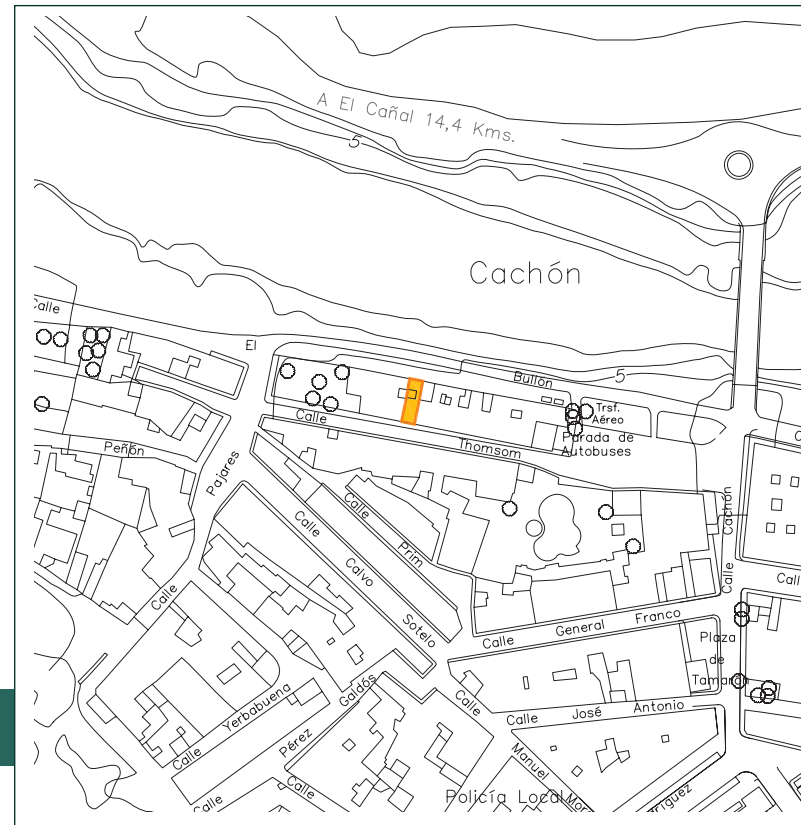 A El Cañal 14,4 Kms.
5
Cachón
Calle
El
Bullón
5
Trsf.
Aéreo
Parada de
Autobuses
Calle
Thomsom
Peñón
Pajares
Calle
Calle
Prim
Calle
Calvo
Sotelo
Cachón
Calle
Call
Calle General Franco
Plaza
de
Tamarón
Calle José Antonio
Calle
Yerbabuena
Galdós
Pérez
Calle
Calle
Calle
Manuel
Policía Local